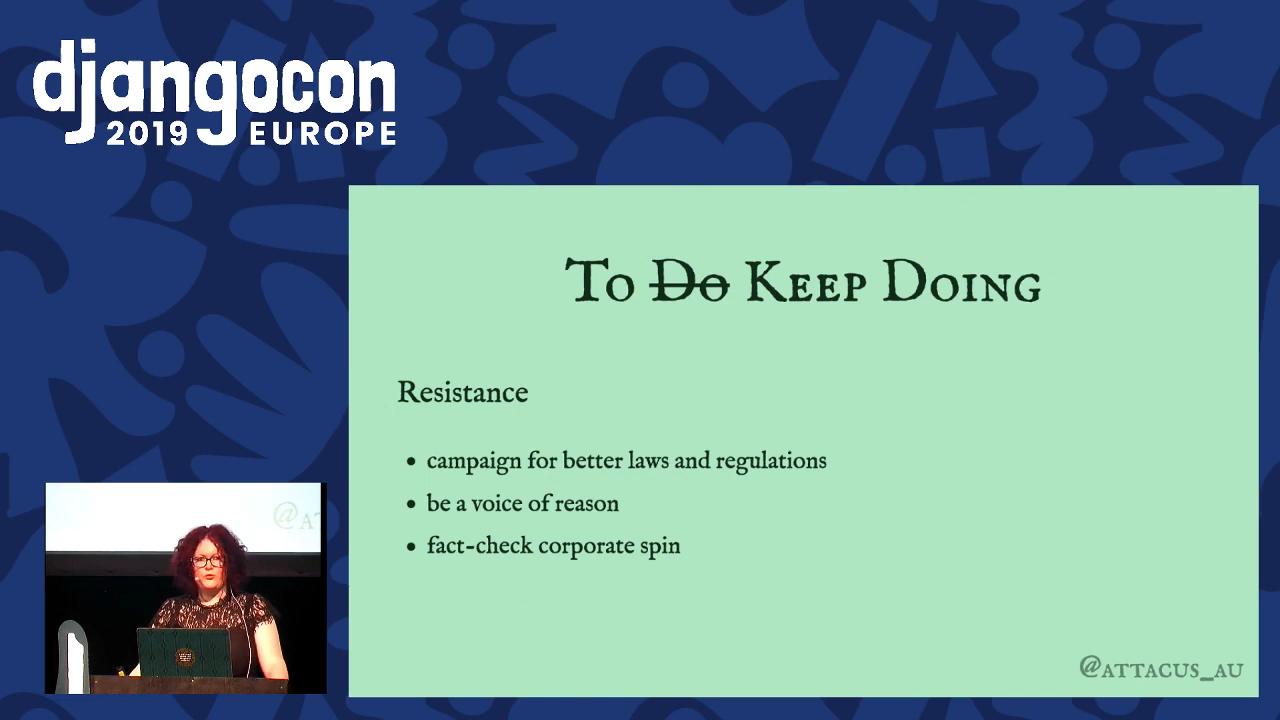 djangocon
2019 EUROPE
To Do Keep Doing
Resistance
• campaign for better laws and regulations
• be a voice of reason
• fact-check corporate spin
@AT
@attacus_au